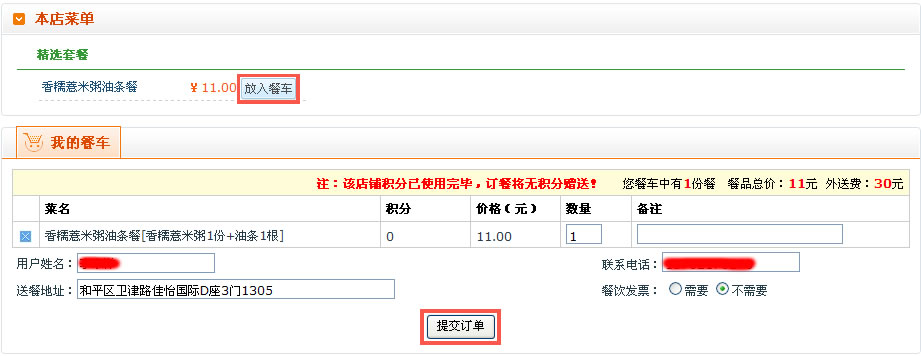 本店菜单
精选套餐
香糯薏米粥油条餐 ¥ 11.00 放入餐车
我的餐车
注：该店铺积分已使用完毕，订餐将无积分赠送！ 您餐车中有1份餐 餐品总价：11元 外送费：30元
菜名 积分 价格（元） 数量 备注
香糯薏米粥油条餐[香糯薏米粥1份+油条1根] 0 11.00 1
用户姓名： 联系电话：
送餐地址： 和平区卫津路佳怡国际D座3门1305 餐饮发票： 需要 不需要
提交订单